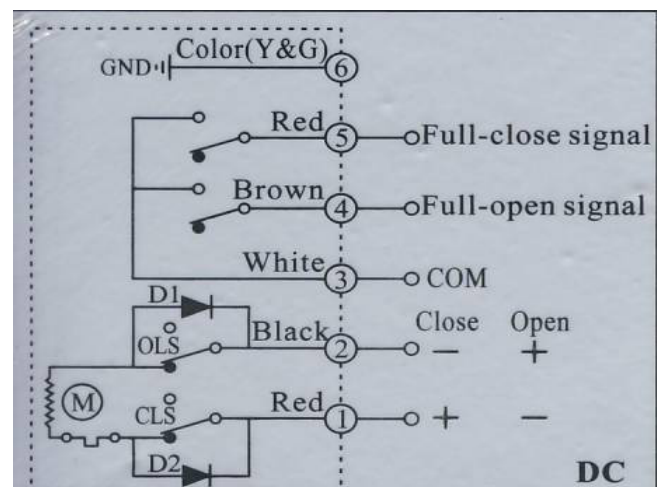 Color(Y&G)
GND 6
Red 5 Full-close signal
Brown 4 Full-open signal
White 3 COM
D1 Close Open
OLS Black 2 − +
M CLS Red 1 + −
D2 DC